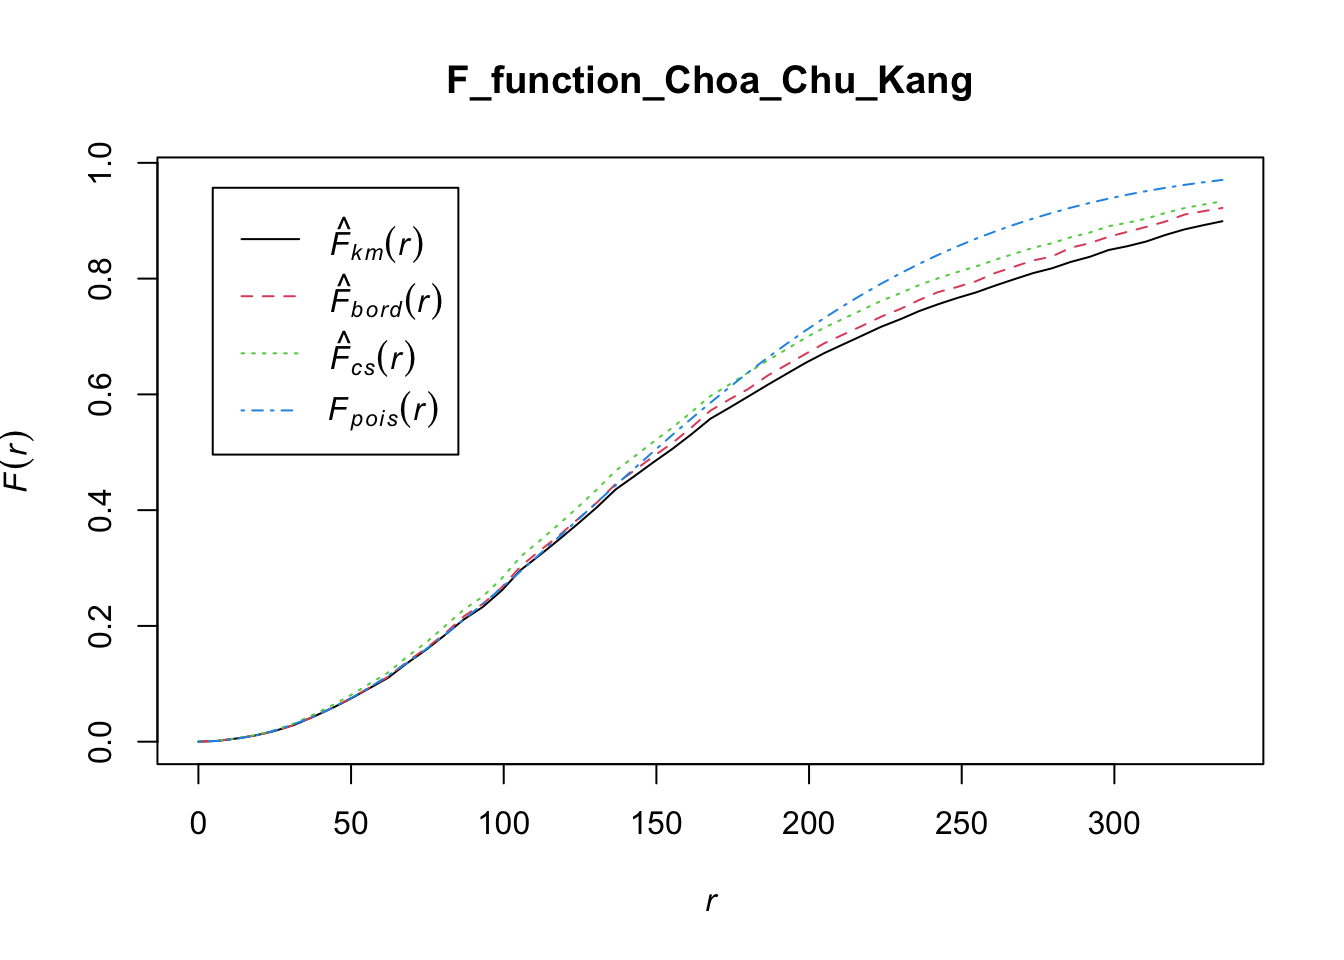 F_function_Choa_Chu_Kang
F̂km(r)
F̂bord(r)
F̂cs(r)
Fpois(r)
F(r)
1.0
0.8
0.6
0.4
0.2
0.0
0 50 100 150 200 250 300
r